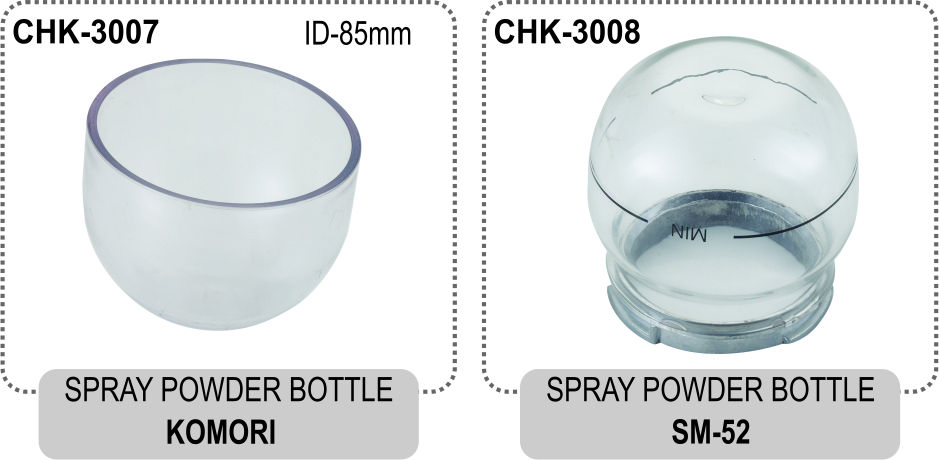 CHK-3007 ID-85mm
SPRAY POWDER BOTTLE
KOMORI
CHK-3008
MIN
SPRAY POWDER BOTTLE
SM-52